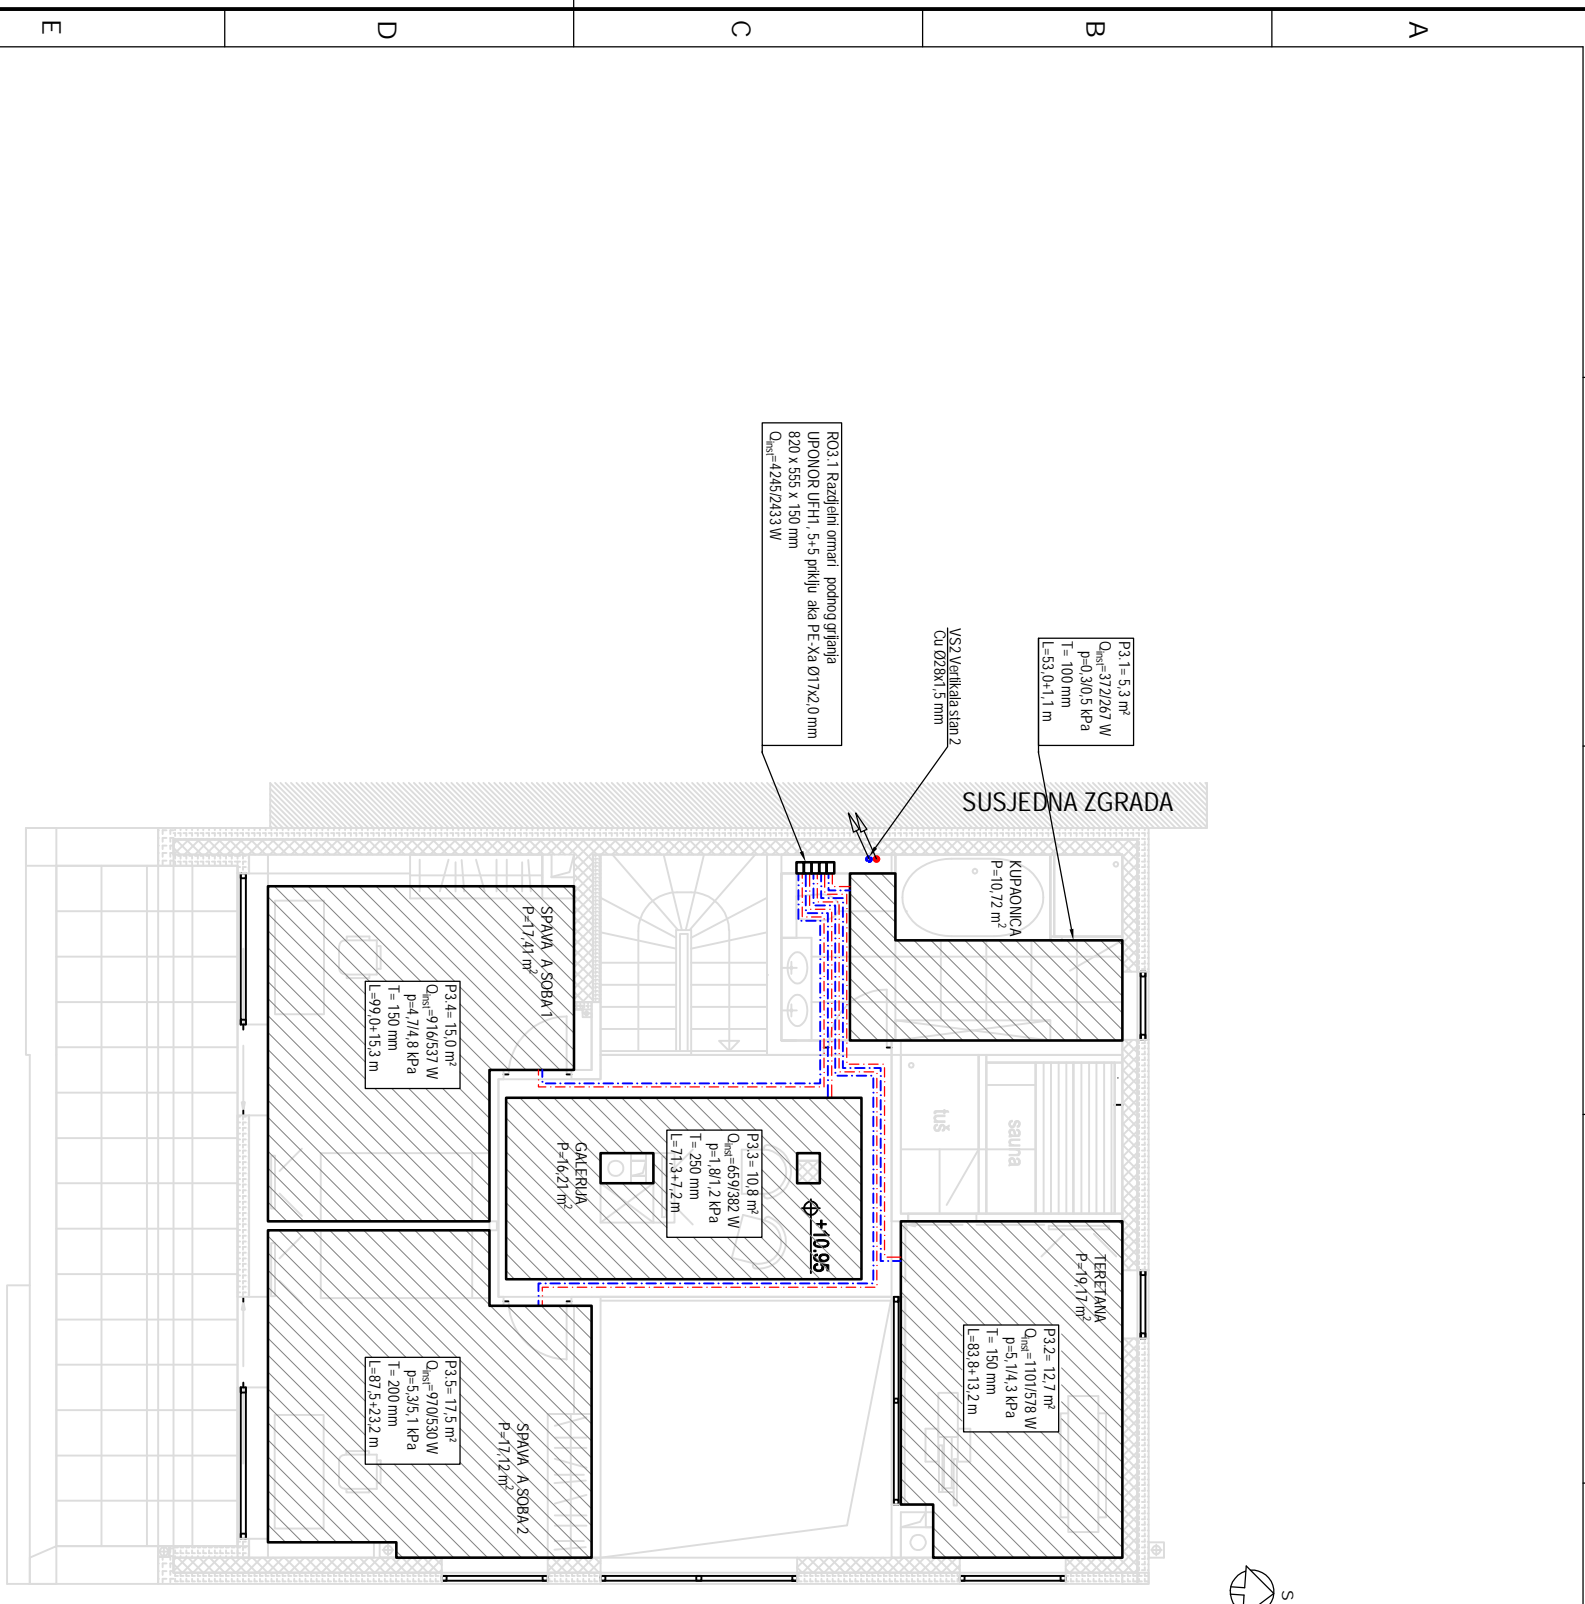 A
B
C
D
E
P3.1= 5,3 m²
Qinst=372/267 W
p=0,3/0,5 kPa
T= 100 mm
L=53,0+1,1 m
VS2 Vertikala stan 2
Cu Ø28x1,5 mm
RO3.1 Razdjelni ormari podnog grijanja
UPONOR UFH1, 5+5 priklju aka PE-Xa Ø17x2,0 mm
820 x 555 x 150 mm
Qinst=4245/2433 W
SUSJEDNA ZGRADA
KUPAONICA
P=10,72 m²
sauna
tuš
TERETANA
P=19,17 m²
P3.2= 12,7 m²
Qinst=1101/578 W
p=5,1/4,3 kPa
T= 150 mm
L=83,8+13,2 m
+10.95
P3.3= 10,8 m²
Qinst=659/382 W
p=1,8/1,2 kPa
T= 250 mm
L=71,3+7,2 m
GALERIJA
P=16,21 m²
SPAVA A SOBA 1
P=17,41 m²
P3.4= 15,0 m²
Qinst=916/537 W
p=4,7/4,8 kPa
T= 150 mm
L=99,0+15,3 m
SPAVA A SOBA 2
P=17,12 m²
P3.5= 17,5 m²
Qinst=970/530 W
p=5,3/5,1 kPa
T= 200 mm
L=87,5+23,2 m
S